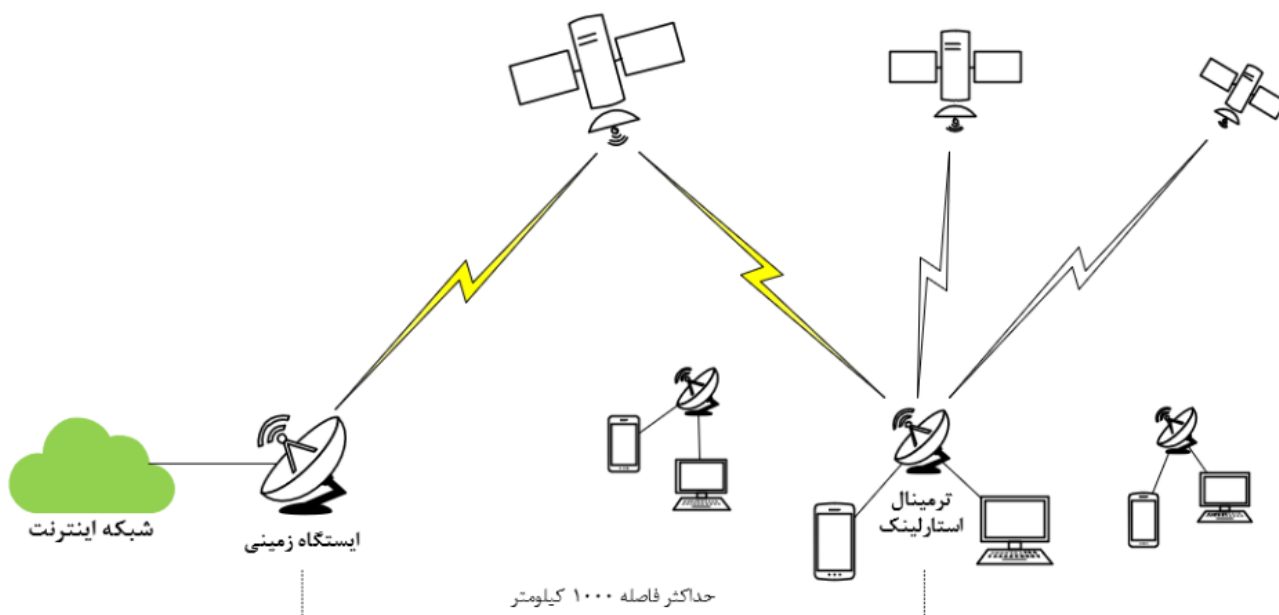 ترمینال
استارلینک
شبکه اینترنت
ایستگاه زمینی
حداکثر فاصله ۱۰۰۰ کیلومتر